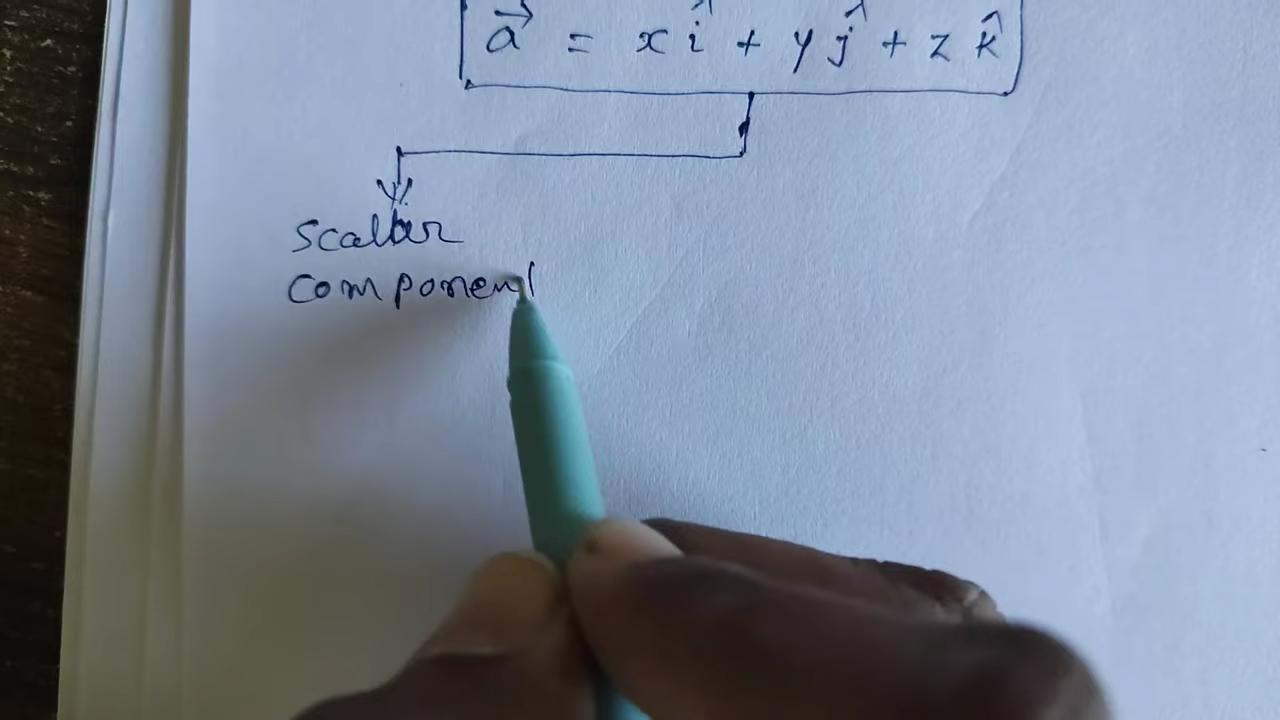 a⃗ = x î + y ĵ + z k̂
Scalar
component